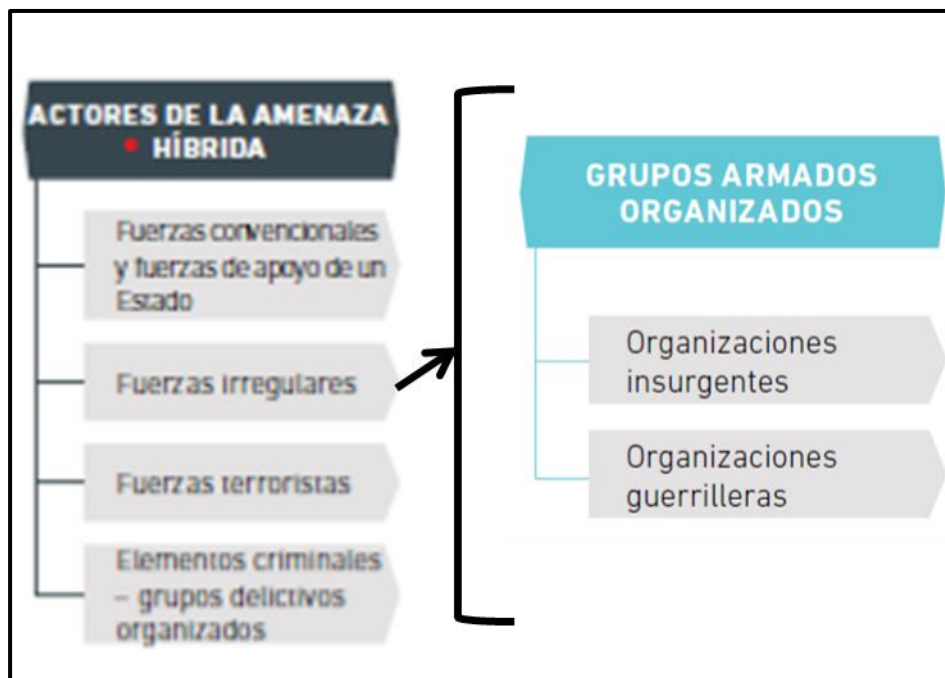 ACTORES DE LA AMENAZA
• HÍBRIDA
Fuerzas convencionales
y fuerzas de apoyo de un
Estado
Fuerzas irregulares
Fuerzas terroristas
Elementos criminales
– grupos delictivos
organizados
GRUPOS ARMADOS
ORGANIZADOS
Organizaciones
insurgentes
Organizaciones
guerrilleras